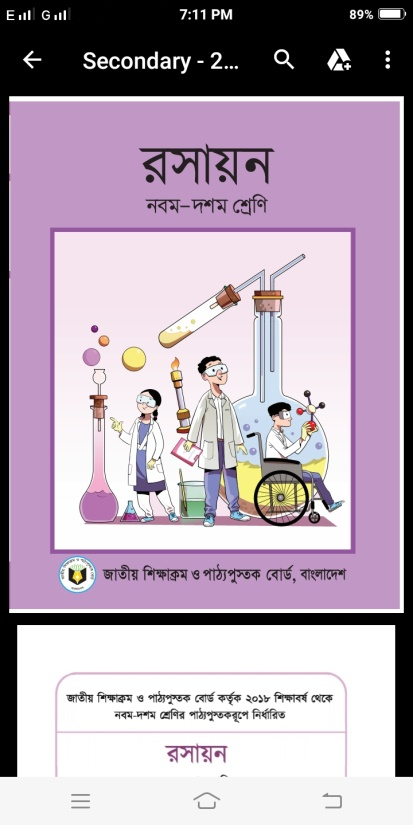 E G 7:11 PM 89%
Secondary - 2...
রসায়ন
নবম-দশম শ্রেণি
জাতীয় শিক্ষাক্রম ও পাঠ্যপুস্তক বোর্ড, বাংলাদেশ
জাতীয় শিক্ষাক্রম ও পাঠ্যপুস্তক বোর্ড কর্তৃক ২০১৮ শিক্ষাবর্ষ থেকে
নবম-দশম শ্রেণির পাঠ্যপুস্তকরূপে নির্ধারিত
রসায়ন